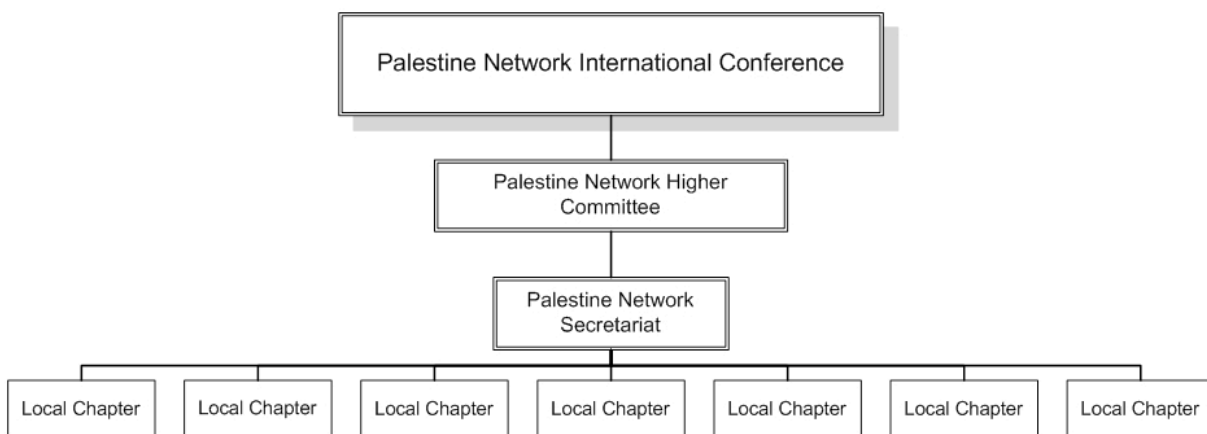 Palestine Network International Conference
Palestine Network Higher
Committee
Palestine Network
Secretariat
Local Chapter
Local Chapter
Local Chapter
Local Chapter
Local Chapter
Local Chapter
Local Chapter